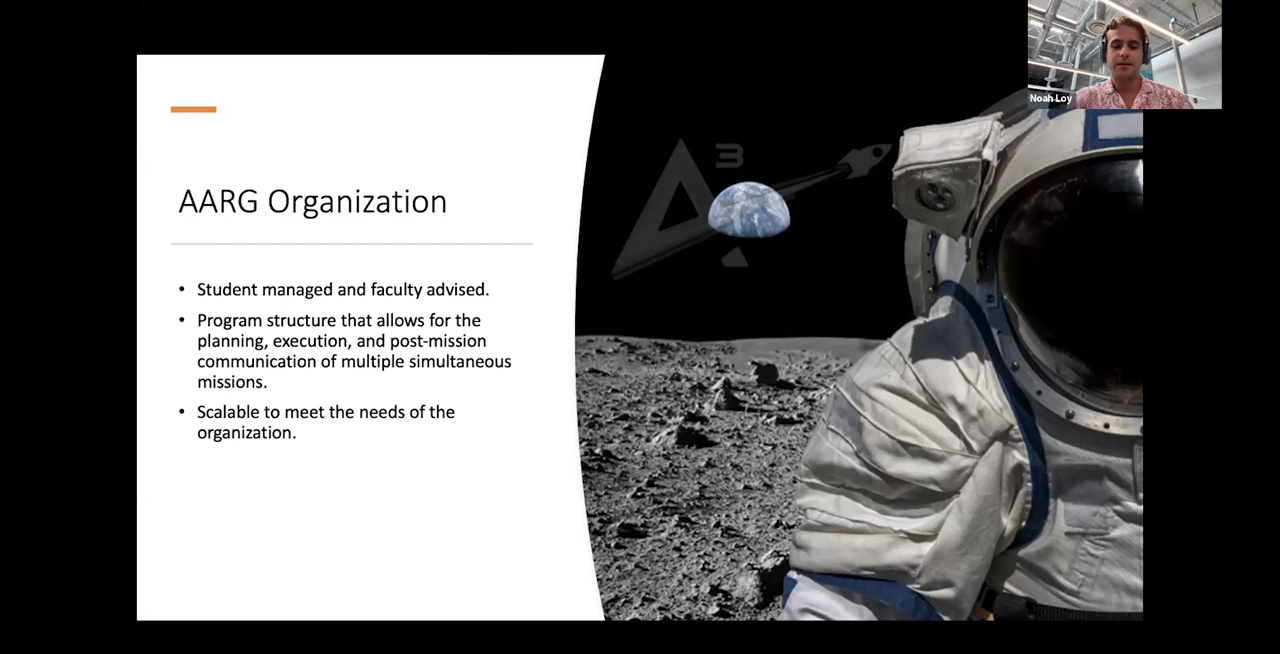 Noah Loy
3
AARG Organization
• Student managed and faculty advised.
• Program structure that allows for the
planning, execution, and post-mission
communication of multiple simultaneous
missions.
• Scalable to meet the needs of the
organization.